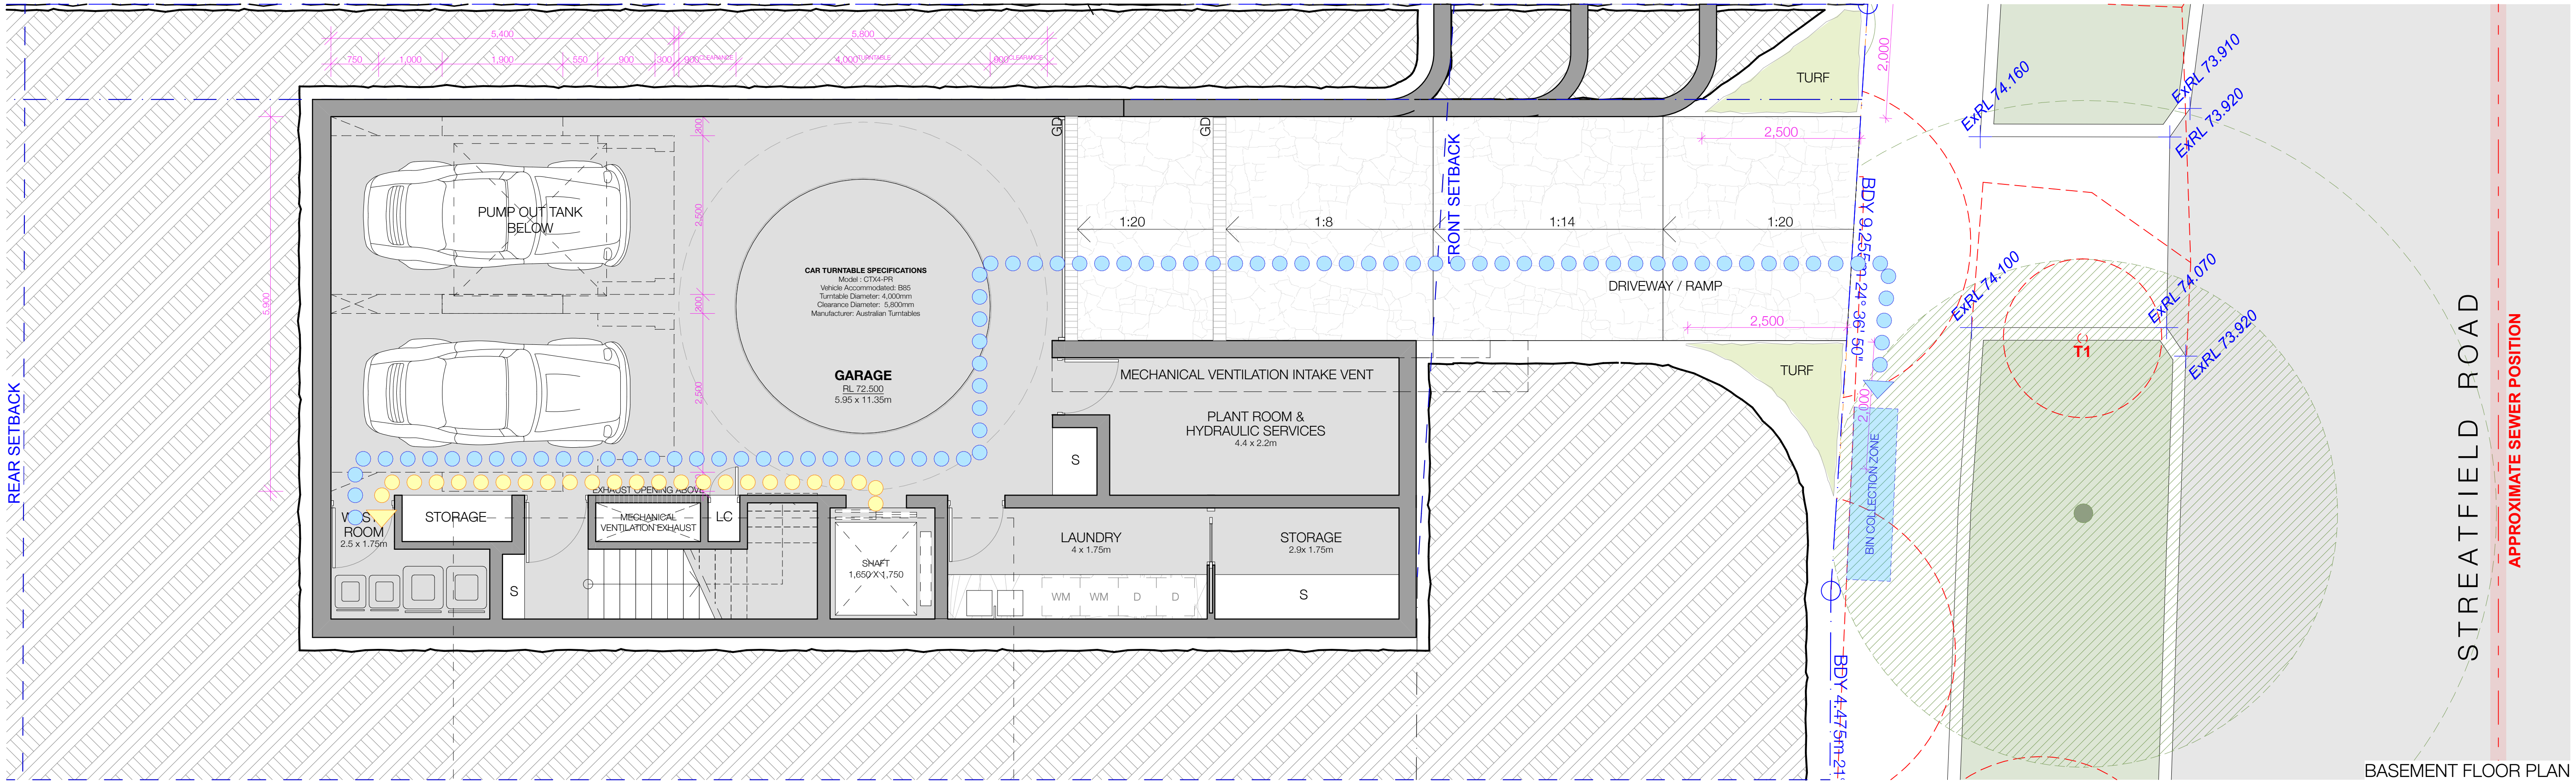 5,400
5,800
750
1,000
1,900
550
900
300
900 CLEARANCE
4,000 TURNTABLE
900 CLEARANCE
5,900
300
2,500
300
2,500
REAR SETBACK
PUMP OUT TANK
BELOW
CAR TURNTABLE SPECIFICATIONS
Model : CTX4-PR
Vehicle Accommodated: B85
Turntable Diameter: 4,000mm
Clearance Diameter: 5,800mm
Manufacturer: Australian Turntables
GARAGE
RL 72.500
5.95 x 11.35m
GD
GD
1:20
1:8
1:14
1:20
FRONT SETBACK
DRIVEWAY / RAMP
TURF
2,000
2,500
2,500
TURF
2,000
BDY 9.255m 24° 36' 50"
BIN COLLECTION ZONE
BDY 4.475m 21°
MECHANICAL VENTILATION INTAKE VENT
PLANT ROOM &
HYDRAULIC SERVICES
4.4 x 2.2m
S
EXHAUST OPENING ABOVE
WASTE
ROOM
2.5 x 1.75m
STORAGE
MECHANICAL
VENTILATION EXHAUST
LC
S
SHAFT
1,650 X 1,750
LAUNDRY
4 x 1.75m
WM
WM
D
D
STORAGE
2.9x 1.75m
S
ExRL 74.160
ExRL 73.910
ExRL 73.920
ExRL 74.100
ExRL 74.070
ExRL 73.920
T1
STREATFIELD ROAD
APPROXIMATE SEWER POSITION
BASEMENT FLOOR PLAN